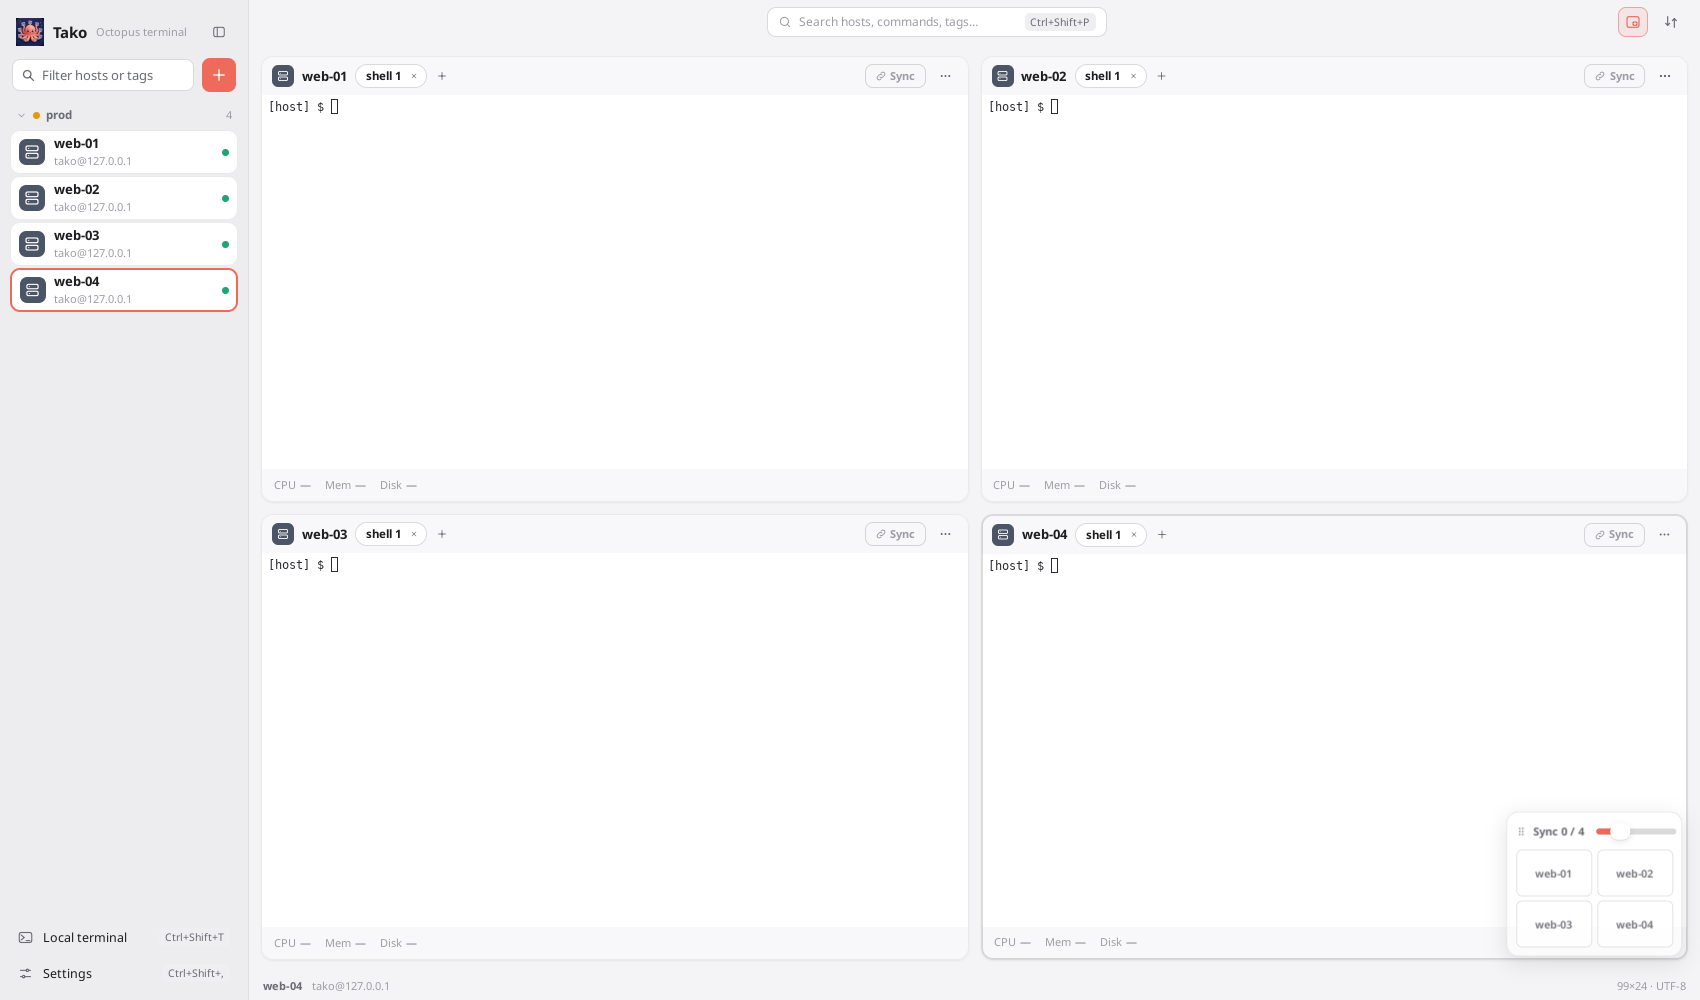 Tako Octopus terminal
Search hosts, commands, tags... Ctrl+Shift+P
Filter hosts or tags
prod 4
web-01
tako@127.0.0.1
web-02
tako@127.0.0.1
web-03
tako@127.0.0.1
web-04
tako@127.0.0.1
Local terminal Ctrl+Shift+T
Settings Ctrl+Shift+,
web-01 shell 1 × + Sync ...
[host] $
CPU — Mem — Disk —
web-02 shell 1 × + Sync ...
[host] $
CPU — Mem — Disk —
web-03 shell 1 × + Sync ...
[host] $
CPU — Mem — Disk —
web-04 shell 1 × + Sync ...
[host] $
CPU — Mem — Disk —
Sync 0 / 4
web-01 web-02
web-03 web-04
web-04 tako@127.0.0.1 99×24 · UTF-8